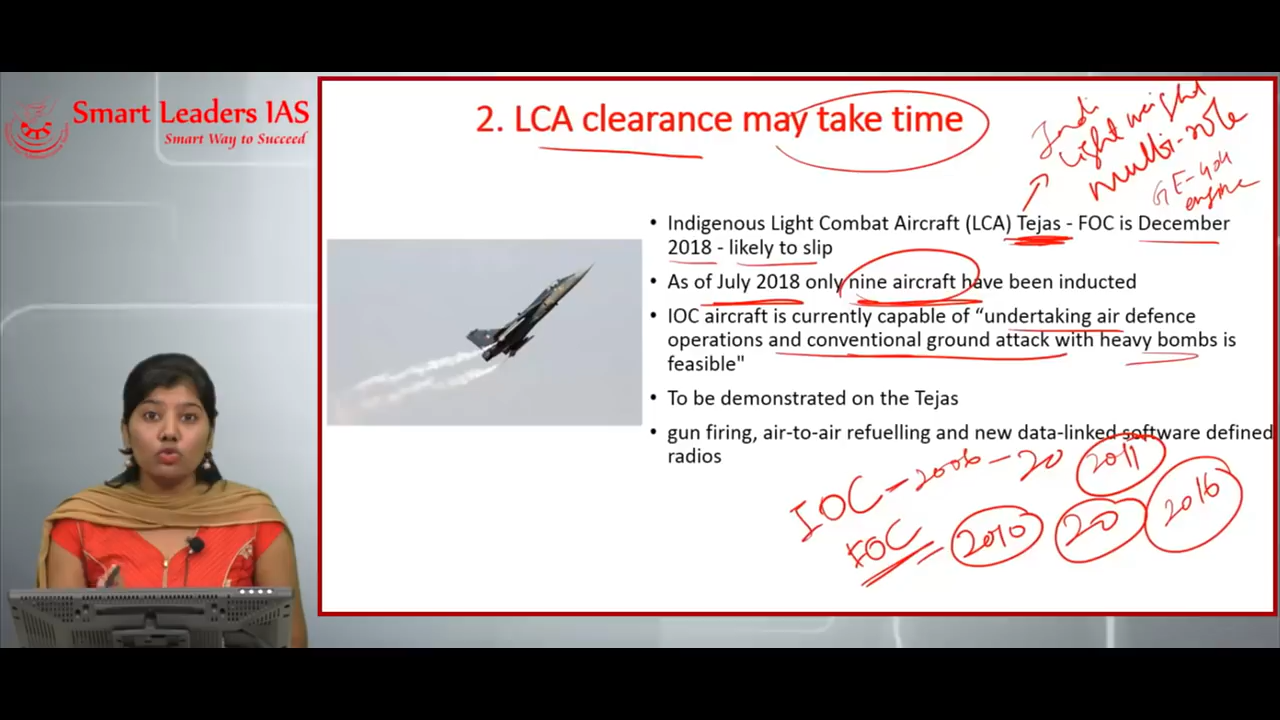 Smart Leaders IAS
Smart Way to Succeed
2. LCA clearance may take time
Indi
Light weight
multi-role
GE-404
engine
• Indigenous Light Combat Aircraft (LCA) Tejas - FOC is December
2018 - likely to slip
• As of July 2018 only nine aircraft have been inducted
• IOC aircraft is currently capable of “undertaking air defence
operations and conventional ground attack with heavy bombs is
feasible"
• To be demonstrated on the Tejas
• gun firing, air-to-air refuelling and new data-linked software defined
radios
IOC - 2006 - 20 2011
FOC 2010 20 2016